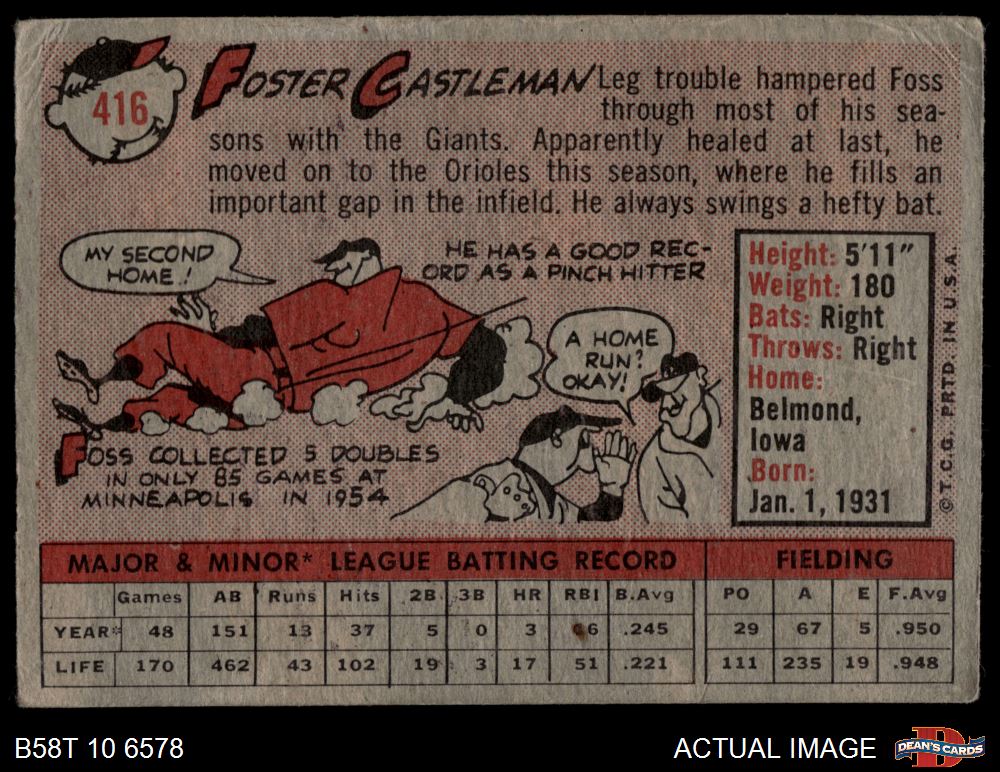 416
FOSTER CASTLEMAN Leg trouble hampered Foss
through most of his sea-
sons with the Giants. Apparently healed at last, he
moved on to the Orioles this season, where he fills an
important gap in the infield. He always swings a hefty bat.
MY SECOND
HOME!
HE HAS A GOOD REC-
ORD AS A PINCH HITTER
A HOME
RUN?
OKAY!
FOSS COLLECTED 5 DOUBLES
IN ONLY 85 GAMES AT
MINNEAPOLIS IN 1954
Height: 5'11"
Weight: 180
Bats: Right
Throws: Right
Home:
Belmond,
Iowa
Born:
Jan. 1, 1931
© T.C.G. PRTD. IN U.S.A.
MAJOR & MINOR* LEAGUE BATTING RECORD FIELDING
Games AB Runs Hits 2B 3B HR RBI B.Avg PO A E F.Avg
YEAR* 48 151 13 37 5 0 3 6 .245 29 67 5 .950
LIFE 170 462 43 102 19 3 17 51 .221 111 235 19 .948
B58T 10 6578
ACTUAL IMAGE
D
DEAN'S CARDS